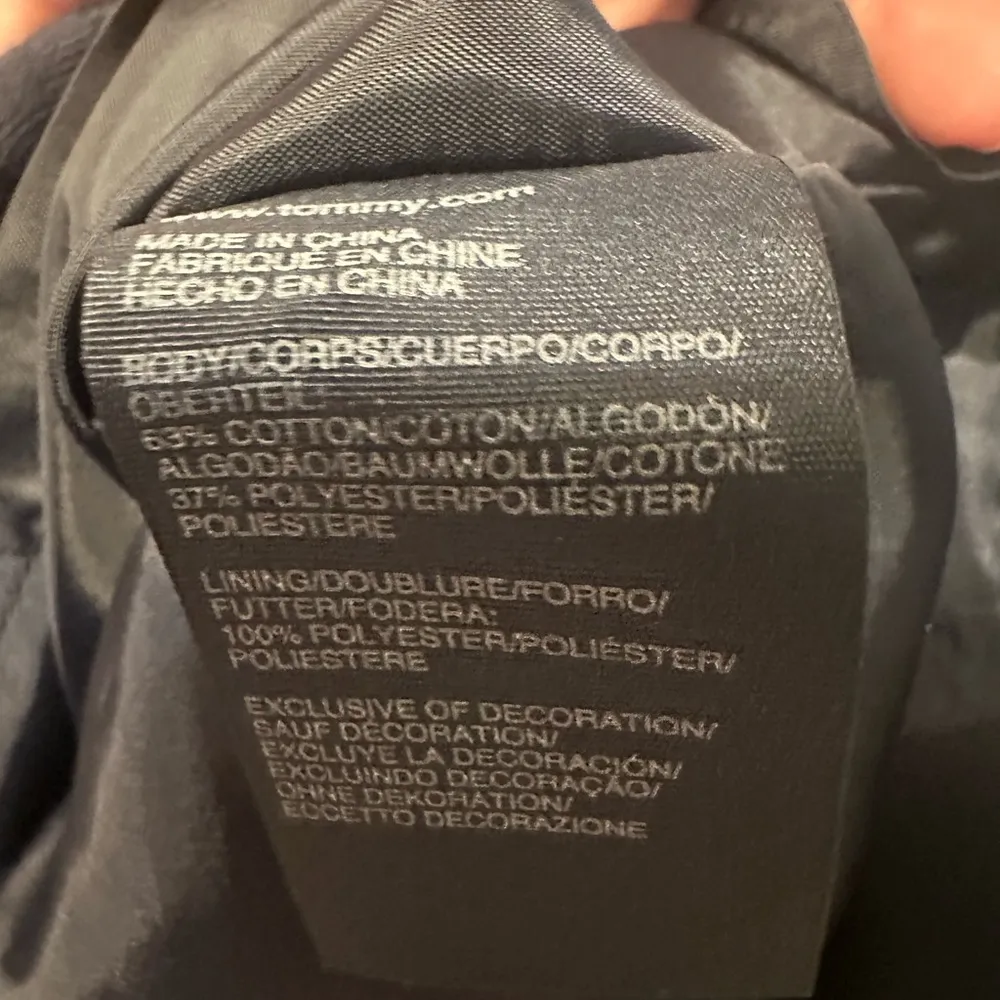 www.tommy.com
MADE IN CHINA
FABRIQUÉ EN CHINE
HECHO EN CHINA
BODY/CORPS/CUERPO/CORPO/
OBERTEIL:
63% COTTON/COTON/ALGODÓN/
ALGODÃO/BAUMWOLLE/COTONE
37% POLYESTER/POLIÉSTER/
POLIESTERE
LINING/DOUBLURE/FORRO/
FUTTER/FODERA:
100% POLYESTER/POLIÉSTER/
POLIESTERE
EXCLUSIVE OF DECORATION/
SAUF DÉCORATION/
EXCLUYE LA DECORACIÓN/
EXCLUINDO DECORAÇÃO/
OHNE DEKORATION/
ECCETTO DECORAZIONE